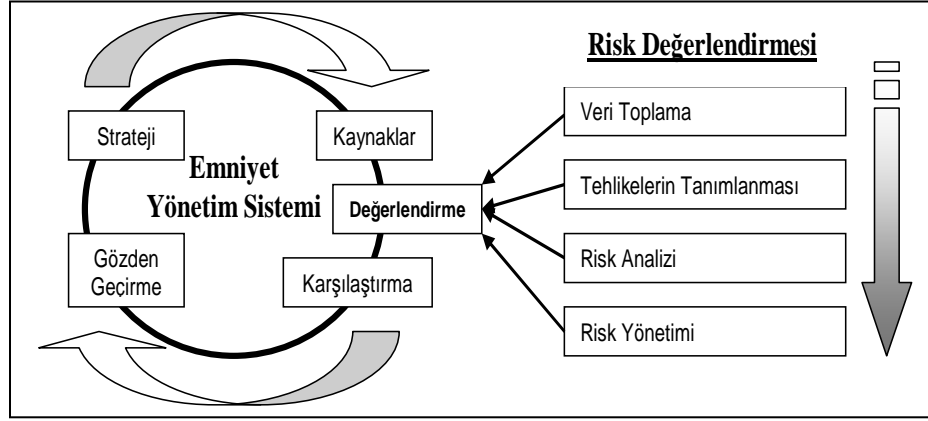 Risk Değerlendirmesi
Strateji
Kaynaklar
Emniyet
Yönetim Sistemi
Değerlendirme
Gözden
Geçirme
Karşılaştırma
Veri Toplama
Tehlikelerin Tanımlanması
Risk Analizi
Risk Yönetimi